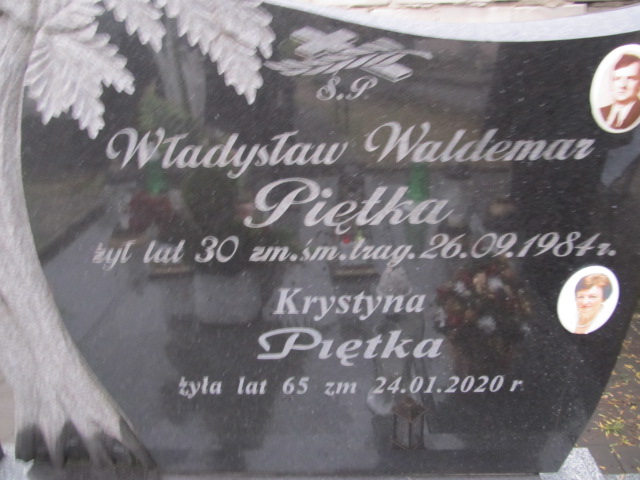 Ś.P.
Władysław Waldemar
Piętka
żył lat 30 zm.śm.trag.26.09.1984r.
Krystyna
Piętka
żyła lat 65 zm 24.01.2020 r